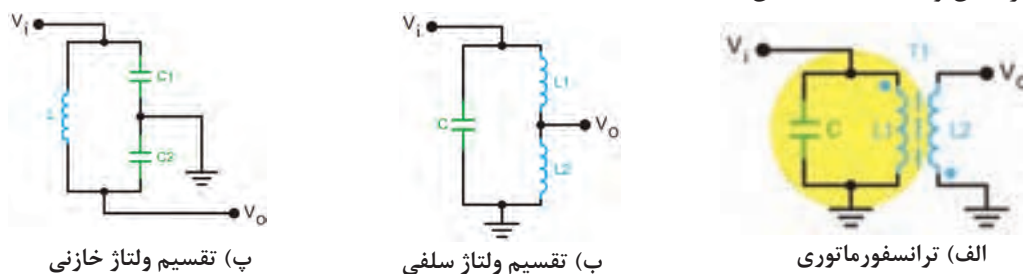 الف) ترانسفورماتوری
Vi
T1
C
L1
L2
ب) تقسیم ولتاژ سلفی
Vi
C
L1
L2
Vo
پ) تقسیم ولتاژ خازنی
Vi
L
C1
C2
Vo